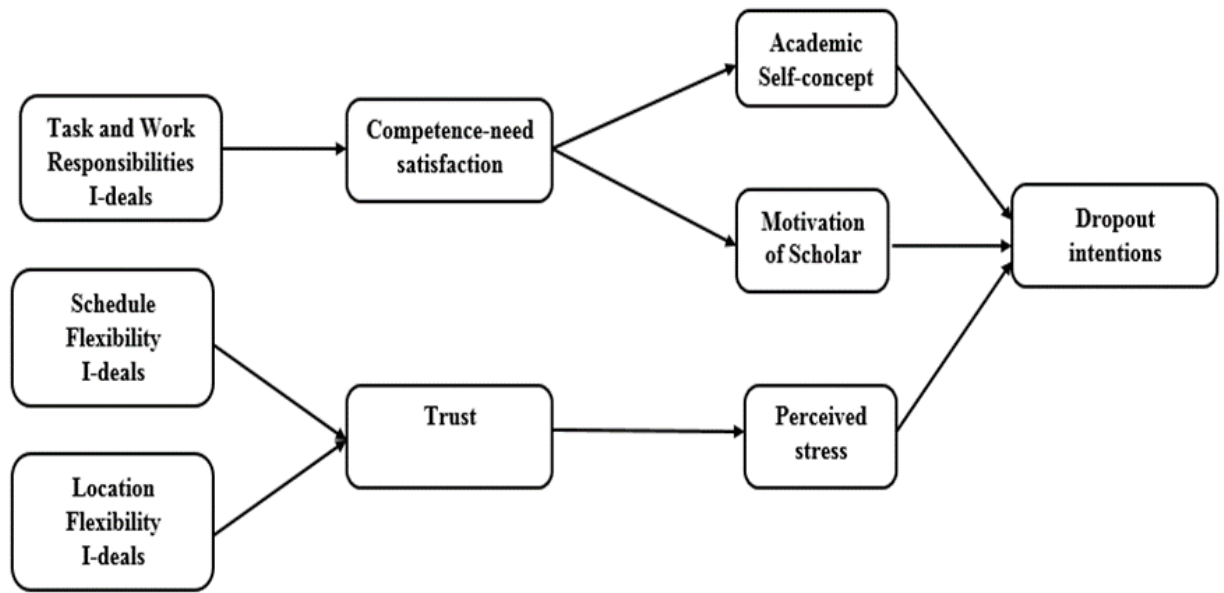 Task and Work
Responsibilities
I-deals
Schedule
Flexibility
I-deals
Location
Flexibility
I-deals
Competence-need
satisfaction
Trust
Academic
Self-concept
Motivation
of Scholar
Perceived
stress
Dropout
intentions